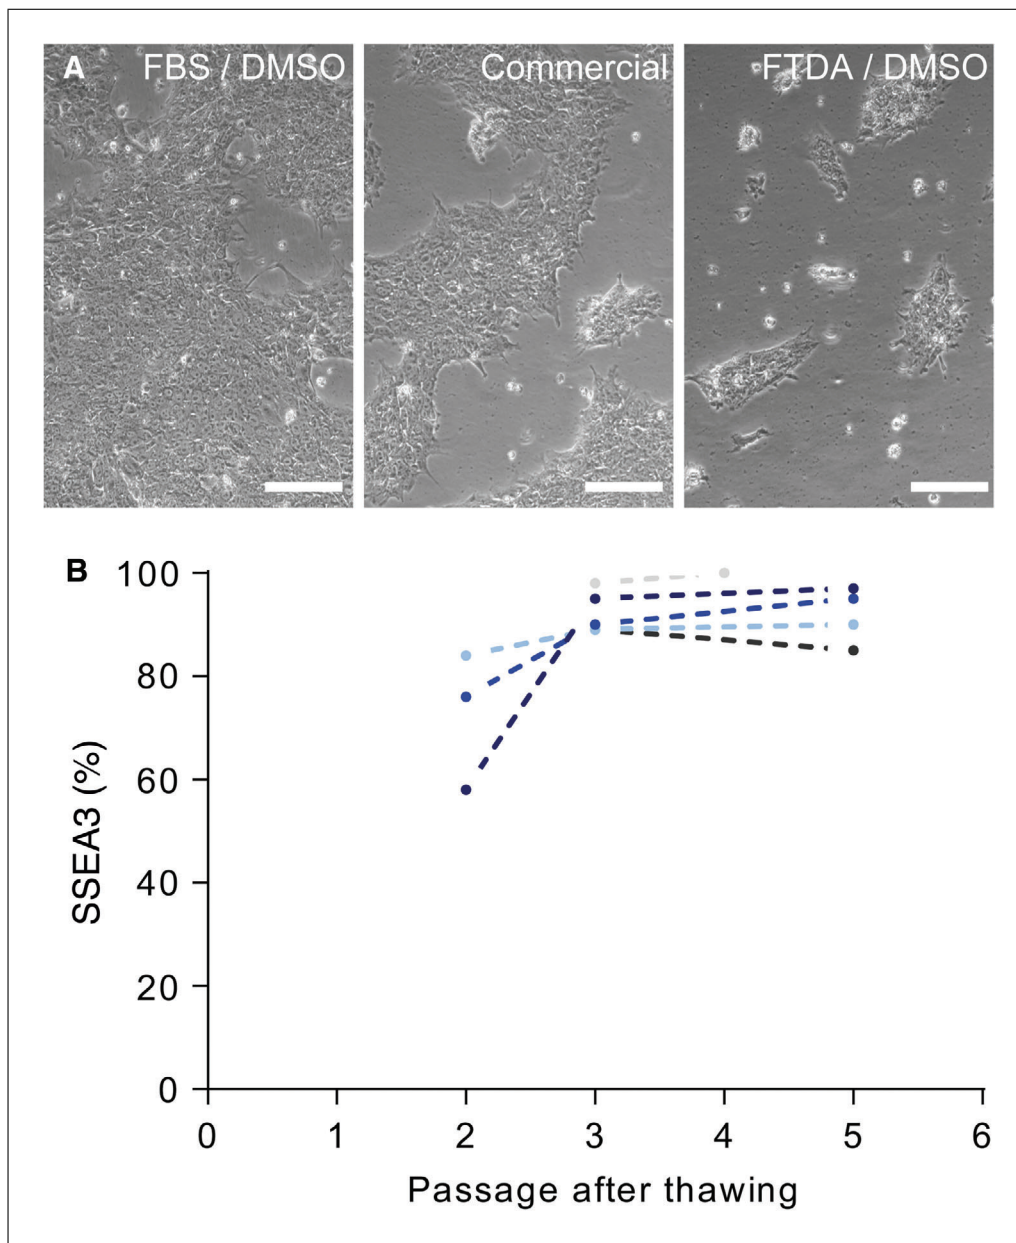 A
FBS / DMSO
Commercial
FTDA / DMSO
B
100
80
60
40
20
0
SSEA3 (%)
0 1 2 3 4 5 6
Passage after thawing